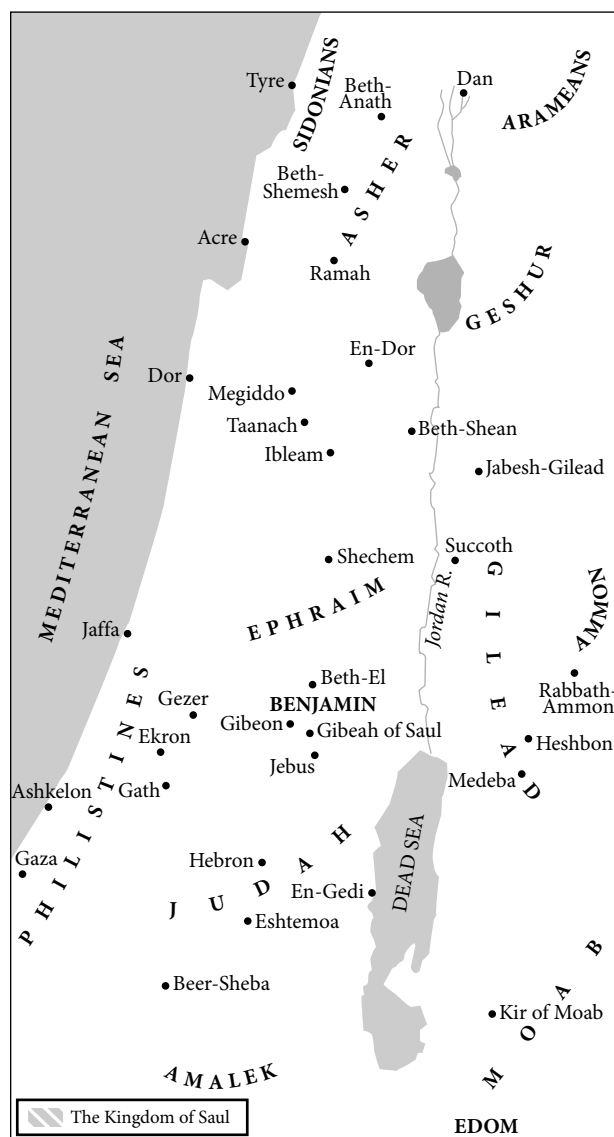 Tyre
SIDONIANS
Beth-
Anath
Dan
ARAMEANS
Beth-
Shemesh
ASHER
Acre
Ramah
GESHUR
MEDITERRANEAN SEA
En-Dor
Dor
Megiddo
Taanach
Beth-Shean
Ibleam
Jabesh-Gilead
Shechem
Succoth
Jordan R.
GILEAD
AMMON
EPHRAIM
Jaffa
Beth-El
Rabbath-
Ammon
PHILISTINES
Gezer
BENJAMIN
Gibeon
Gibeah of Saul
Heshbon
Ekron
Jebus
Medeba
Ashkelon
Gath
DEAD SEA
Gaza
Hebron
JUDAH
En-Gedi
Eshtemoa
Beer-Sheba
Kir of Moab
MOAB
AMALEK
The Kingdom of Saul
EDOM